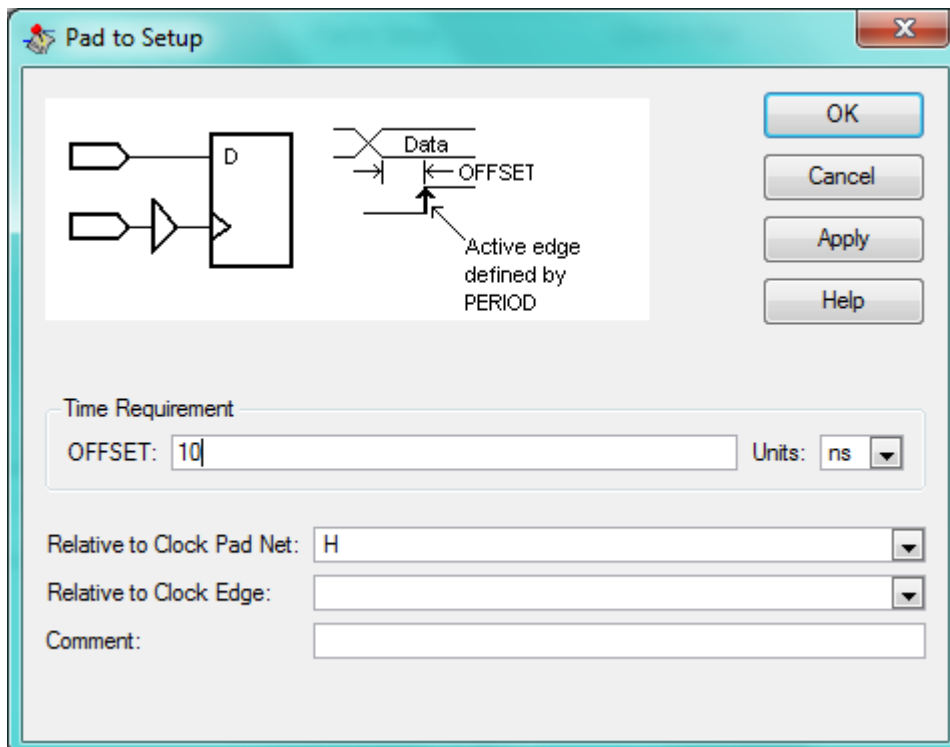 Pad to Setup
D
Data
OFFSET
Active edge
defined by
PERIOD
OK
Cancel
Apply
Help
Time Requirement
OFFSET: 10 Units: ns
Relative to Clock Pad Net: H
Relative to Clock Edge:
Comment: